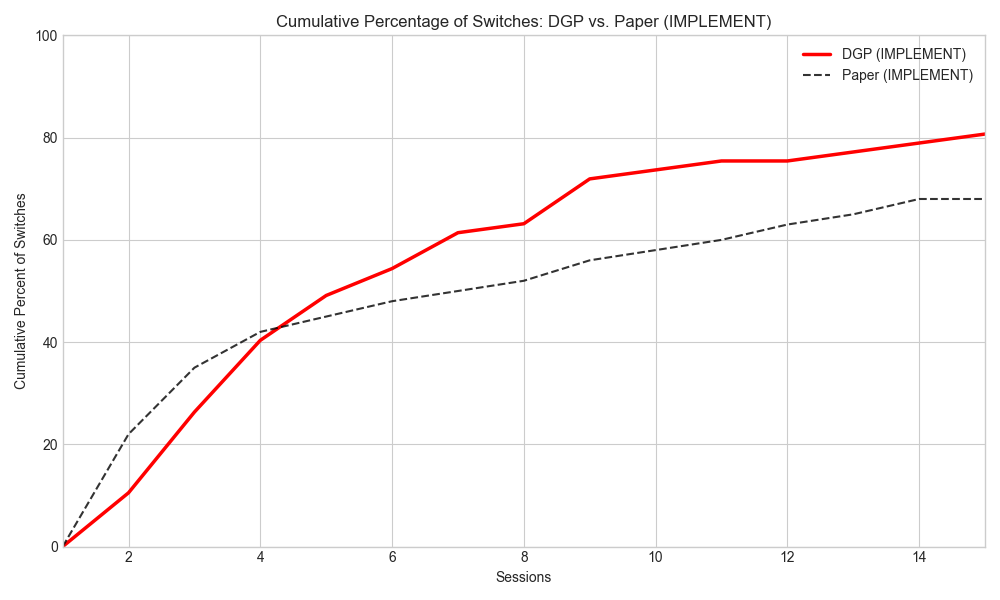 Cumulative Percentage of Switches: DGP vs. Paper (IMPLEMENT)
DGP (IMPLEMENT)
Paper (IMPLEMENT)
Cumulative Percent of Switches
100
80
60
40
20
0
2
4
6
8
10
12
14
Sessions